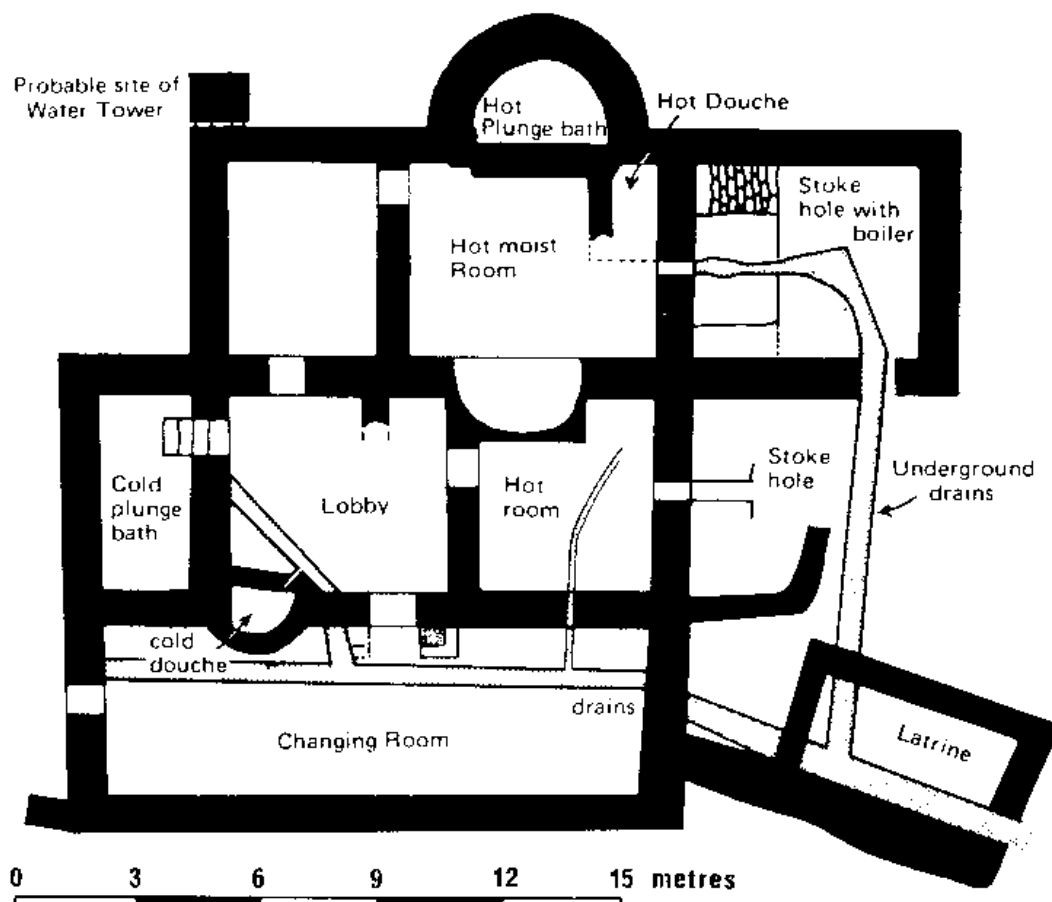 Probable site of
Water Tower
Hot
Plunge bath
Hot Douche
Stoke
hole with
boiler
Hot moist
Room
Cold
plunge
bath
Lobby
Hot
room
Stoke
hole
Underground
drains
cold
douche
drains
Changing Room
Latrine
0 3 6 9 12 15 metres